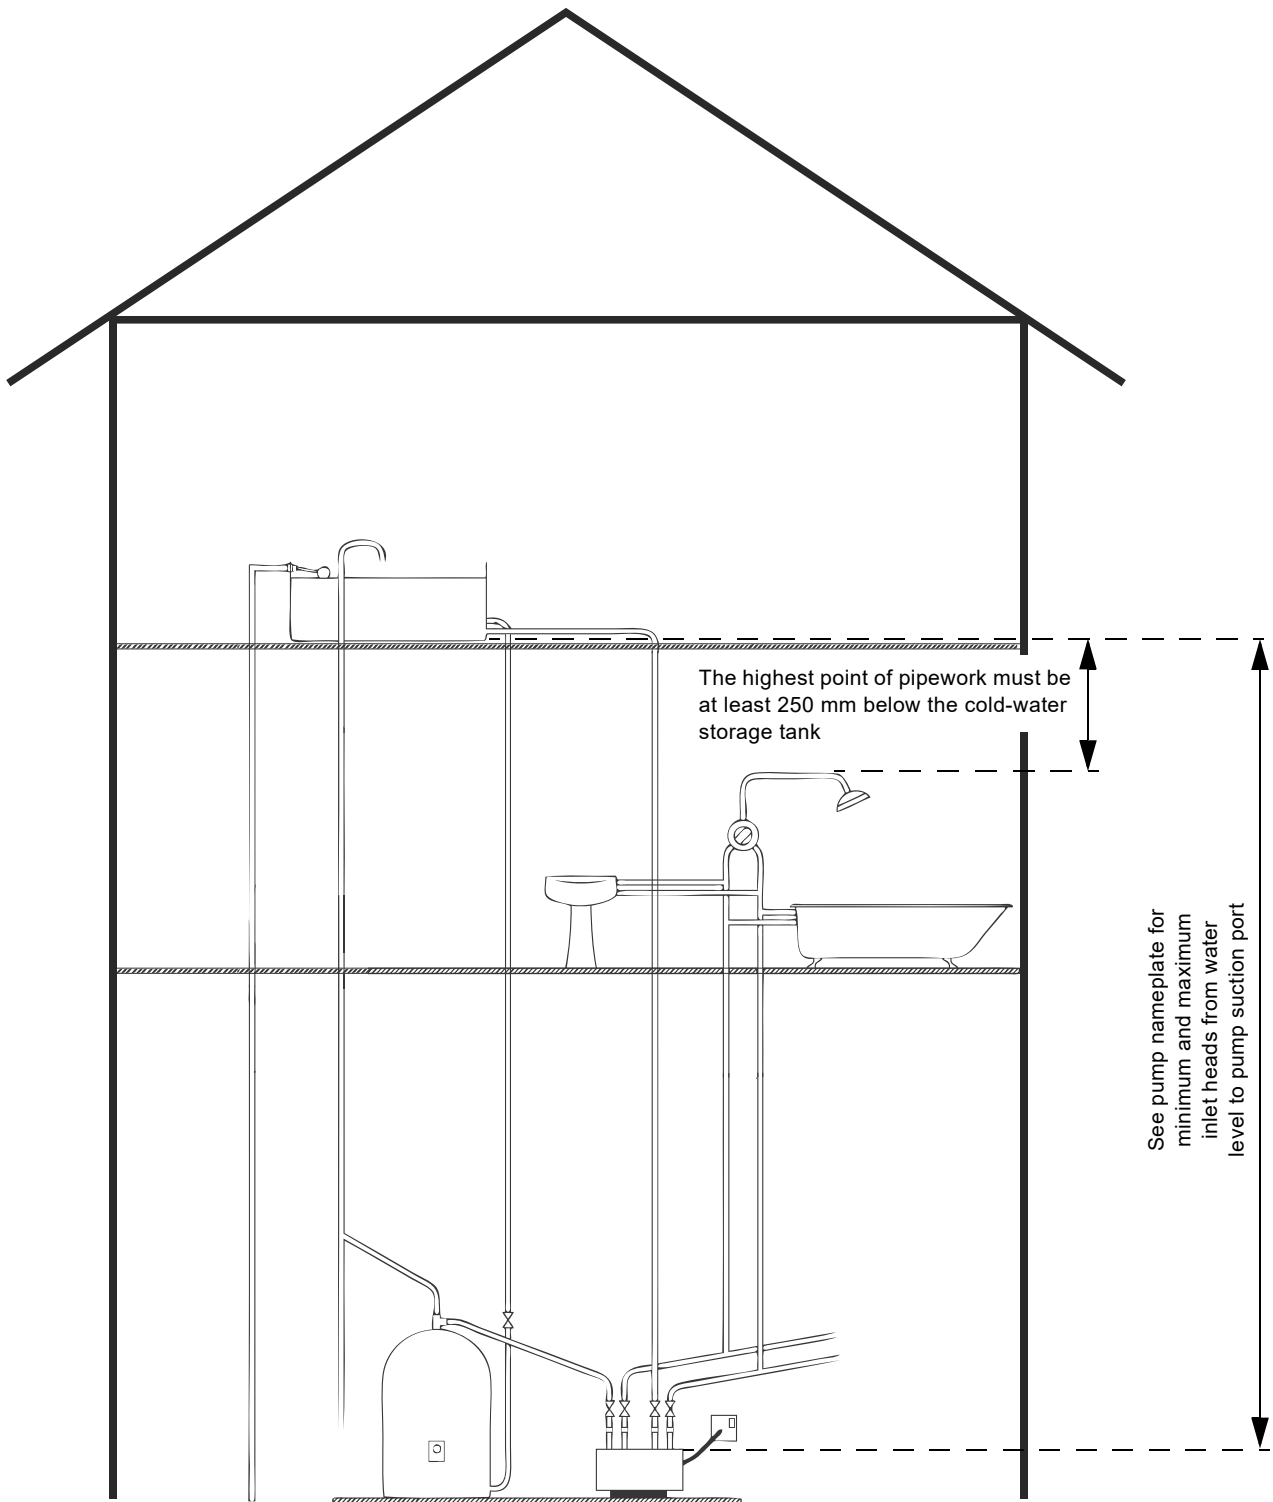 The highest point of pipework must be
at least 250 mm below the cold-water
storage tank
See pump nameplate for
minimum and maximum
inlet heads from water
level to pump suction port